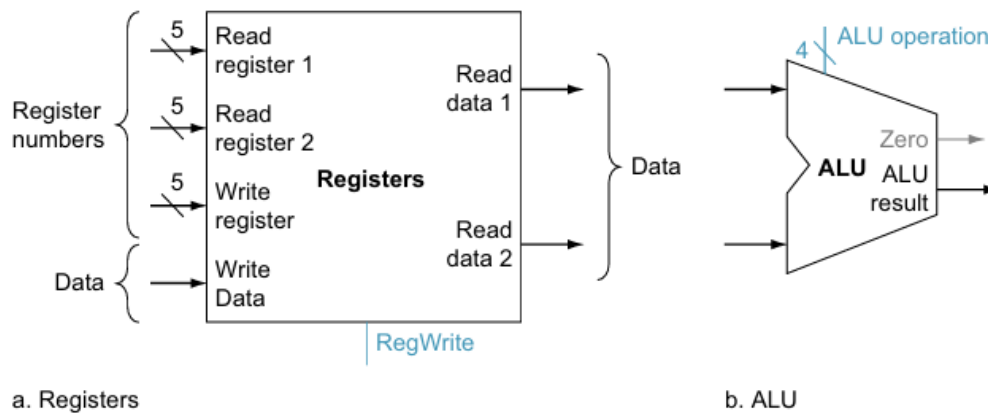 Register
numbers
Data
5
5
5
Read
register 1
Read
register 2
Write
register
Write
Data
Registers
Read
data 1
Read
data 2
RegWrite
Data
4
ALU operation
Zero
ALU
ALU
result
a. Registers
b. ALU